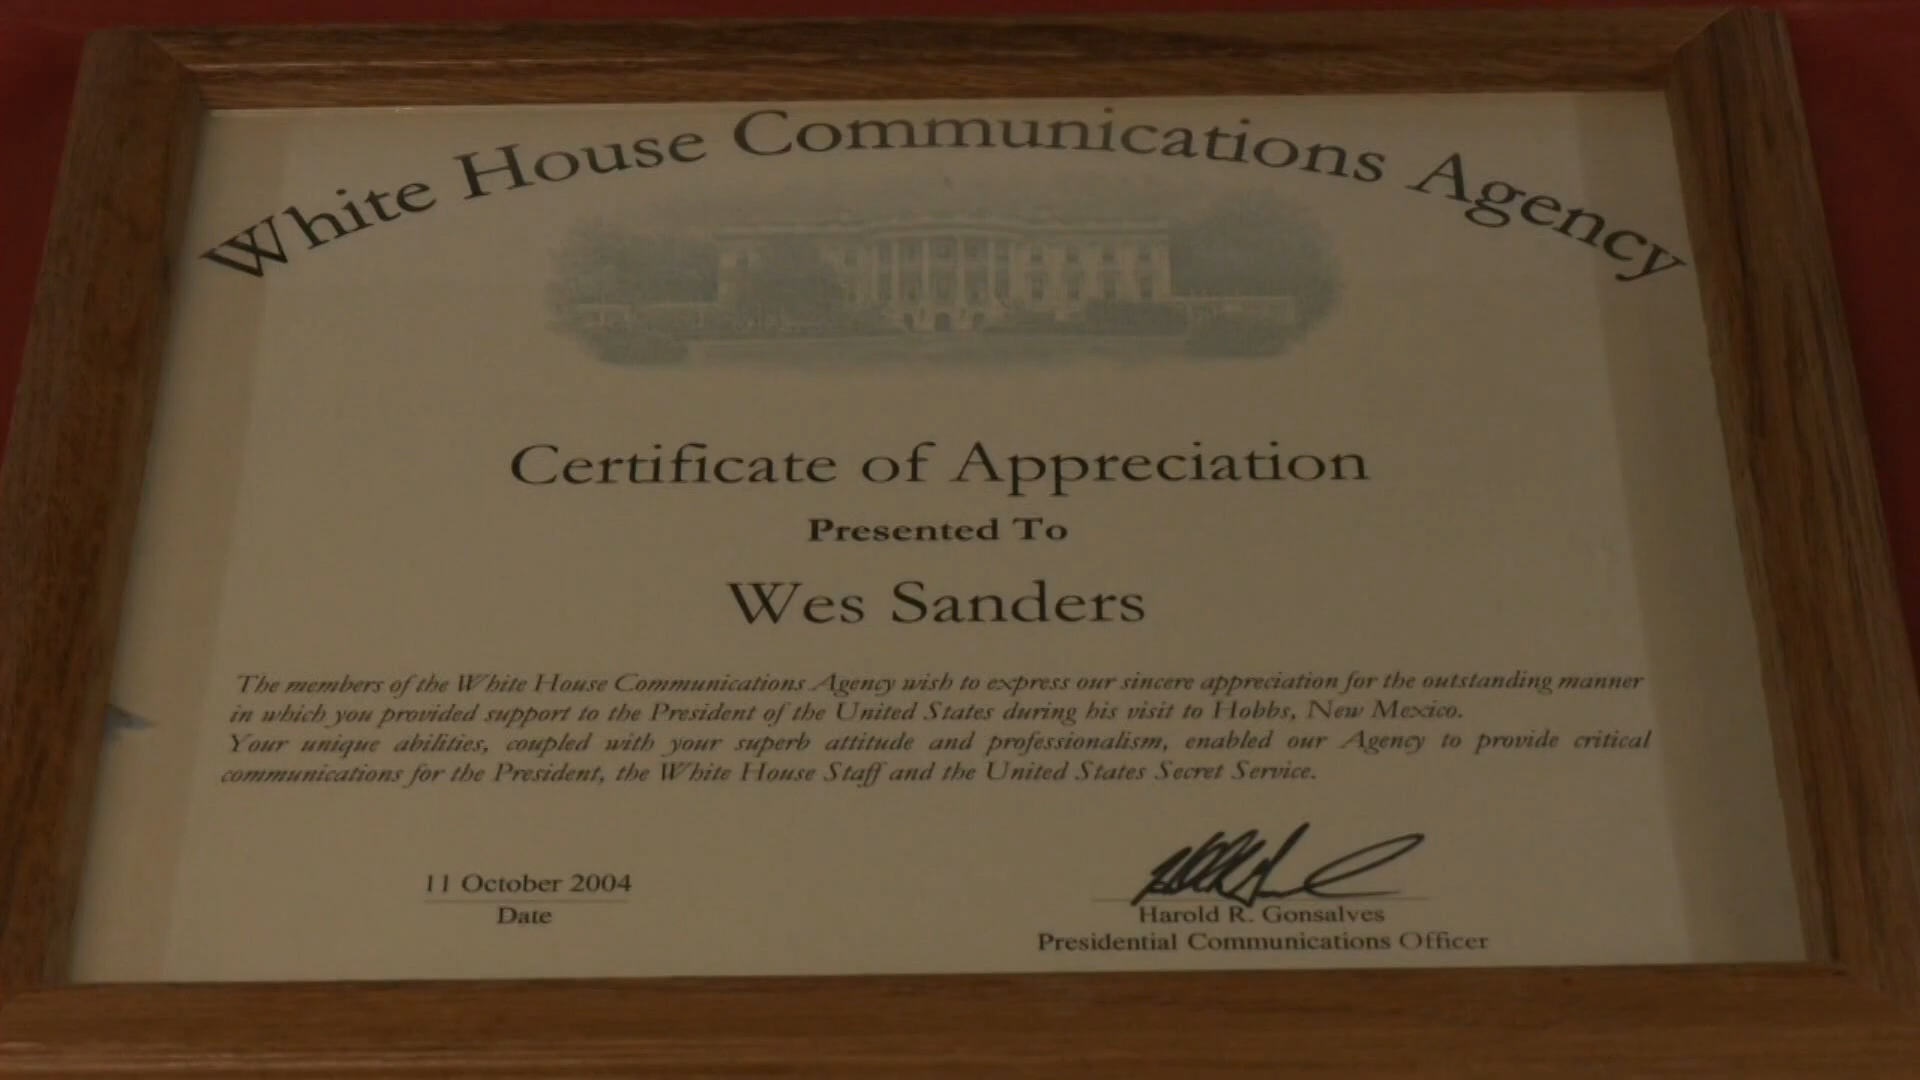 White House Communications Agency
Certificate of Appreciation
Presented To
Wes Sanders
The members of the White House Communications Agency wish to express our sincere appreciation for the outstanding manner
in which you provided support to the President of the United States during his visit to Hobbs, New Mexico.
Your unique abilities, coupled with your superb attitude and professionalism, enabled our Agency to provide critical
communications for the President, the White House Staff and the United States Secret Service.
11 October 2004
Date
Harold R. Gonsalves
Presidential Communications Officer